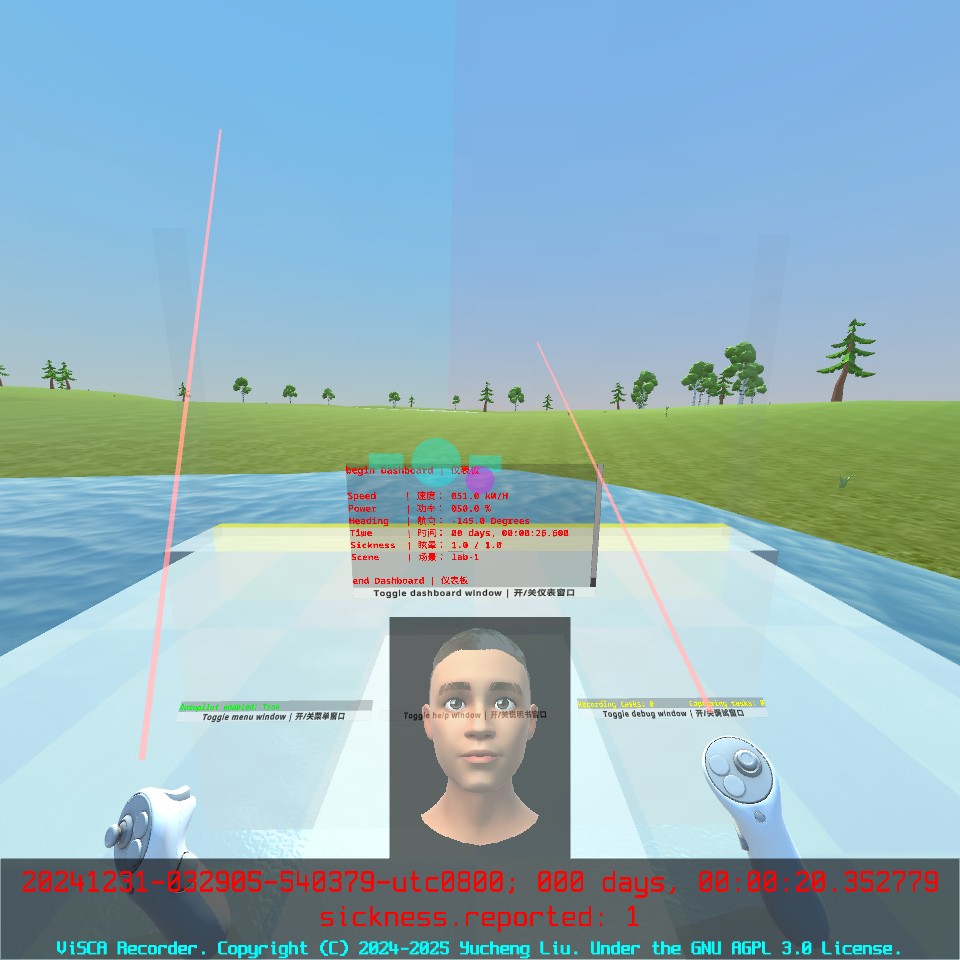 begin Dashboard | 仪表板
Speed | 速度： 051.0 kM/H
Power | 功率： 050.0 %
Heading | 航向： -145.0 Degrees
Time | 时间： 00 days, 00:00:26.600
Sickness | 眩晕： 1.0 / 1.0
Scene | 场景： lab-1
end Dashboard | 仪表板
Toggle dashboard window | 开/关仪表窗口
Autopilot enabled: True
Toggle menu window | 开/关菜单窗口
Toggle help window | 开/关说明书窗口
Recording tasks: 0 Capturing tasks: 0
Toggle debug window | 开/关调试窗口
20241231-032905-540379-utc0800; 000 days, 00:00:20.352779
sickness.reported: 1
ViSCA Recorder. Copyright (C) 2024-2025 Yucheng Liu. Under the GNU AGPL 3.0 License.